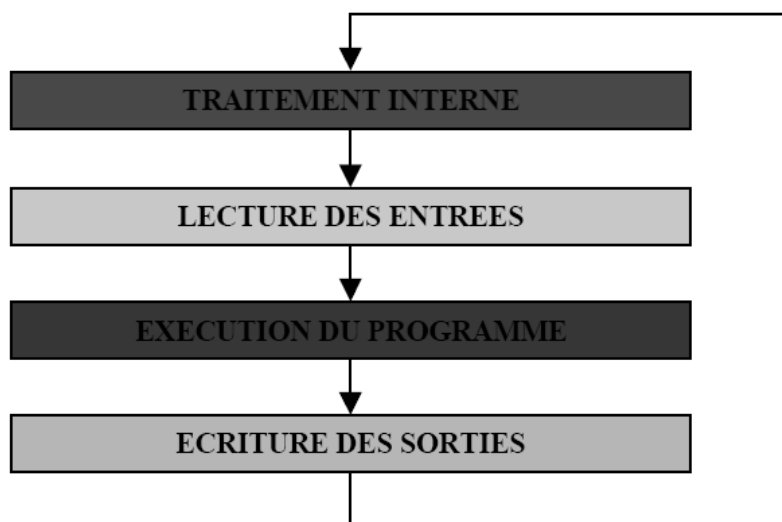 TRAITEMENT INTERNE
LECTURE DES ENTREES
EXECUTION DU PROGRAMME
ECRITURE DES SORTIES